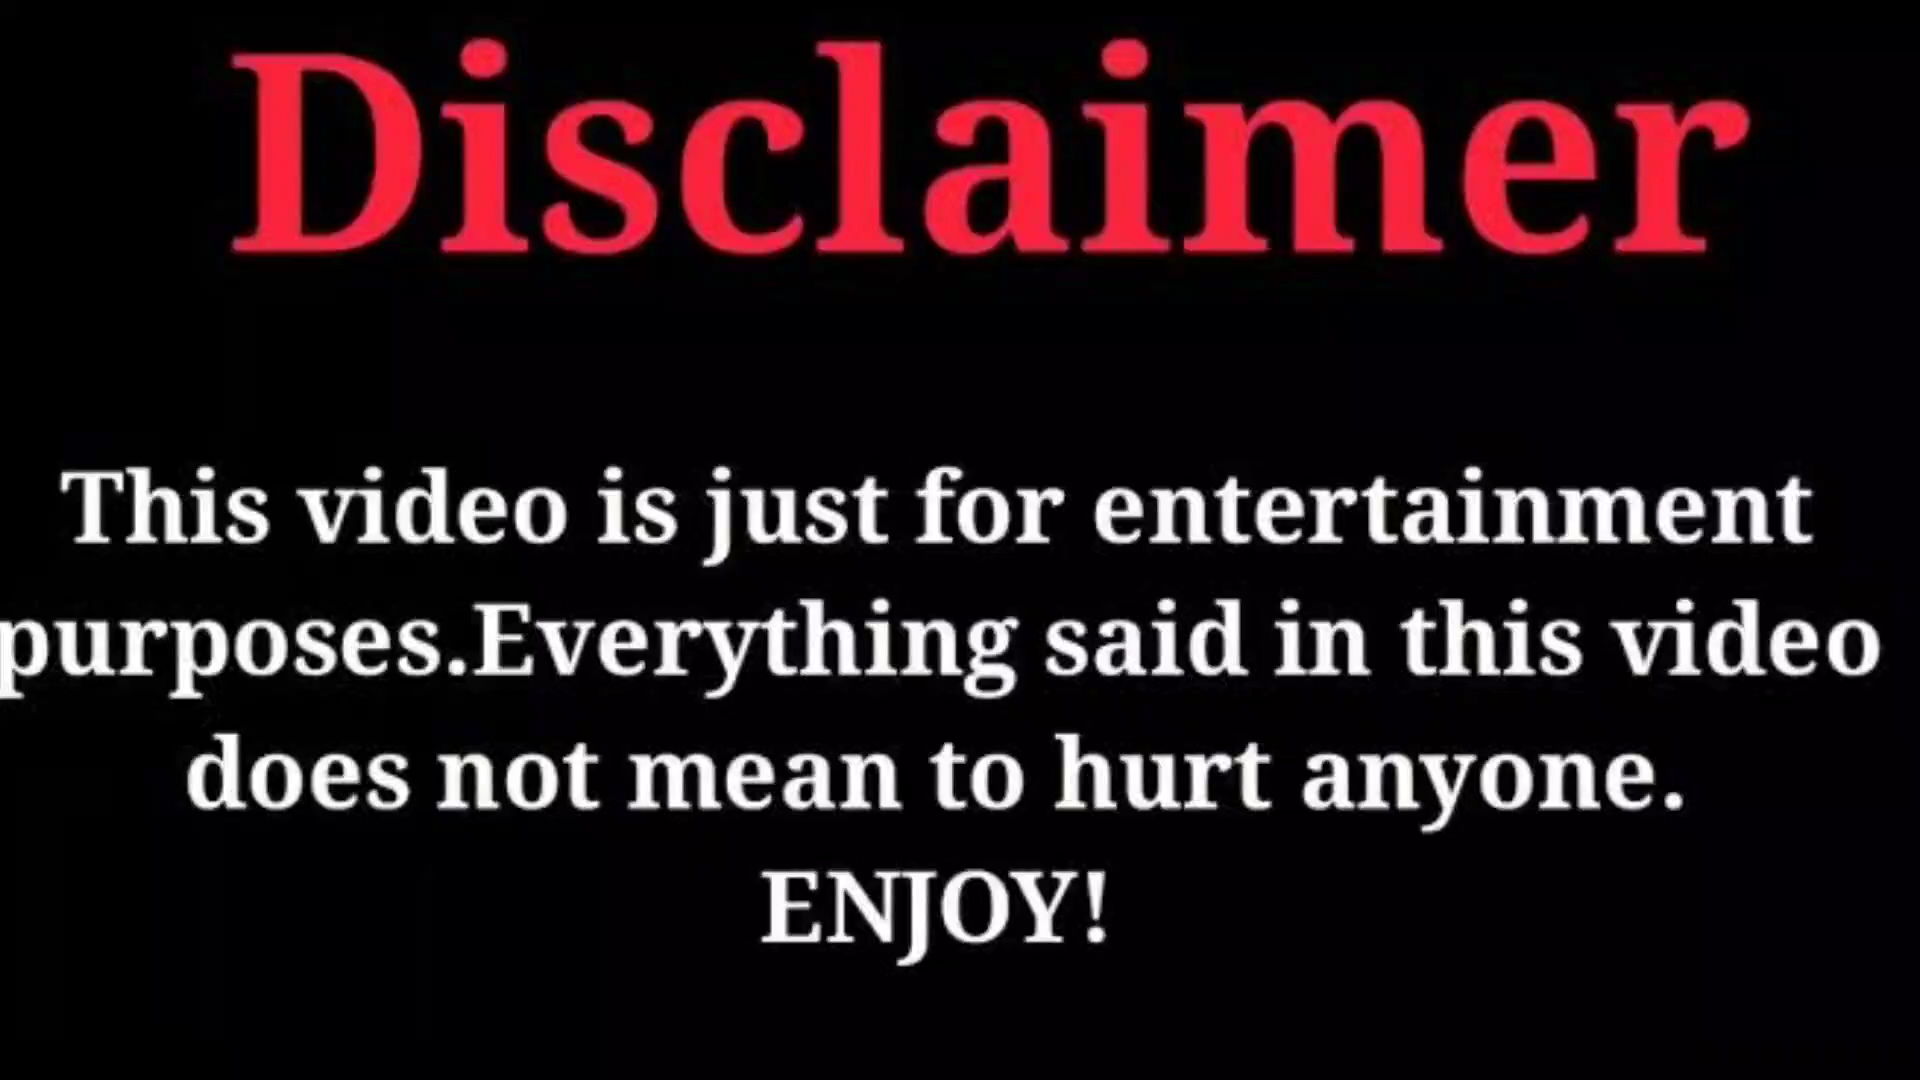 Disclaimer
This video is just for entertainment
purposes.Everything said in this video
does not mean to hurt anyone.
ENJOY!